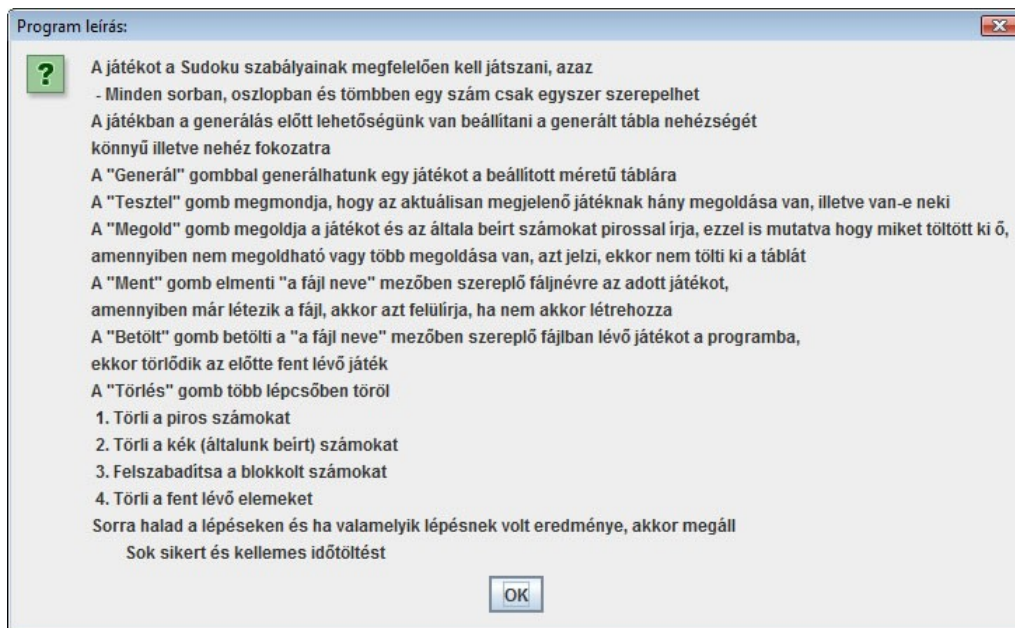 Program leírás:
A játékot a Sudoku szabályainak megfelelően kell játszani, azaz
- Minden sorban, oszlopban és tömbben egy szám csak egyszer szerepelhet
A játékban a generálás előtt lehetőségünk van beállítani a generált tábla nehézségét
könnyű illetve nehéz fokozatra
A "Generál" gombbal generálhatunk egy játékot a beállított méretű táblára
A "Tesztel" gomb megmondja, hogy az aktuálisan megjelenő játéknak hány megoldása van, illetve van-e neki
A "Megold" gomb megoldja a játékot és az általa beírt számokat pirossal írja, ezzel is mutatva hogy miket töltött ki ő,
amennyiben nem megoldható vagy több megoldása van, azt jelzi, ekkor nem tölti ki a táblát
A "Ment" gomb elmenti "a fájl neve" mezőben szereplő fáljnévre az adott játékot,
amennyiben már létezik a fájl, akkor azt felülírja, ha nem akkor létrehozza
A "Betölt" gomb betölti a "a fájl neve" mezőben szereplő fájlban lévő játékot a programba,
ekkor törlődik az előtte fent lévő játék
A "Törlés" gomb több lépcsőben töröl
1. Törli a piros számokat
2. Törli a kék (általunk beírt) számokat
3. Felszabadítsa a blokkolt számokat
4. Törli a fent lévő elemeket
Sorra halad a lépéseken és ha valamelyik lépésnek volt eredménye, akkor megáll
Sok sikert és kellemes időtöltést
OK